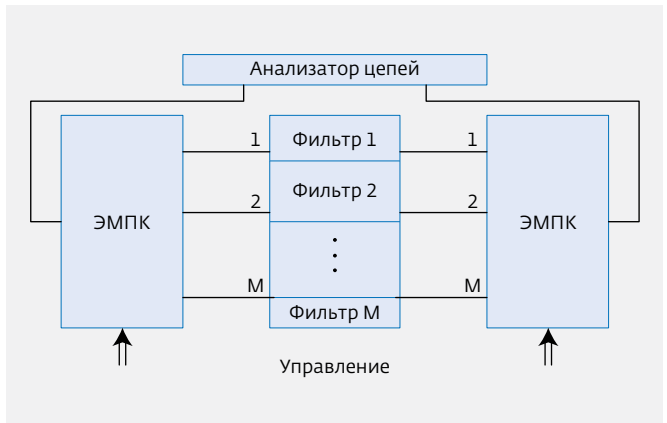 Анализатор цепей
1 Фильтр 1 1
2 Фильтр 2 2
ЭМПК ЭМПК
M M
Фильтр M
Управление